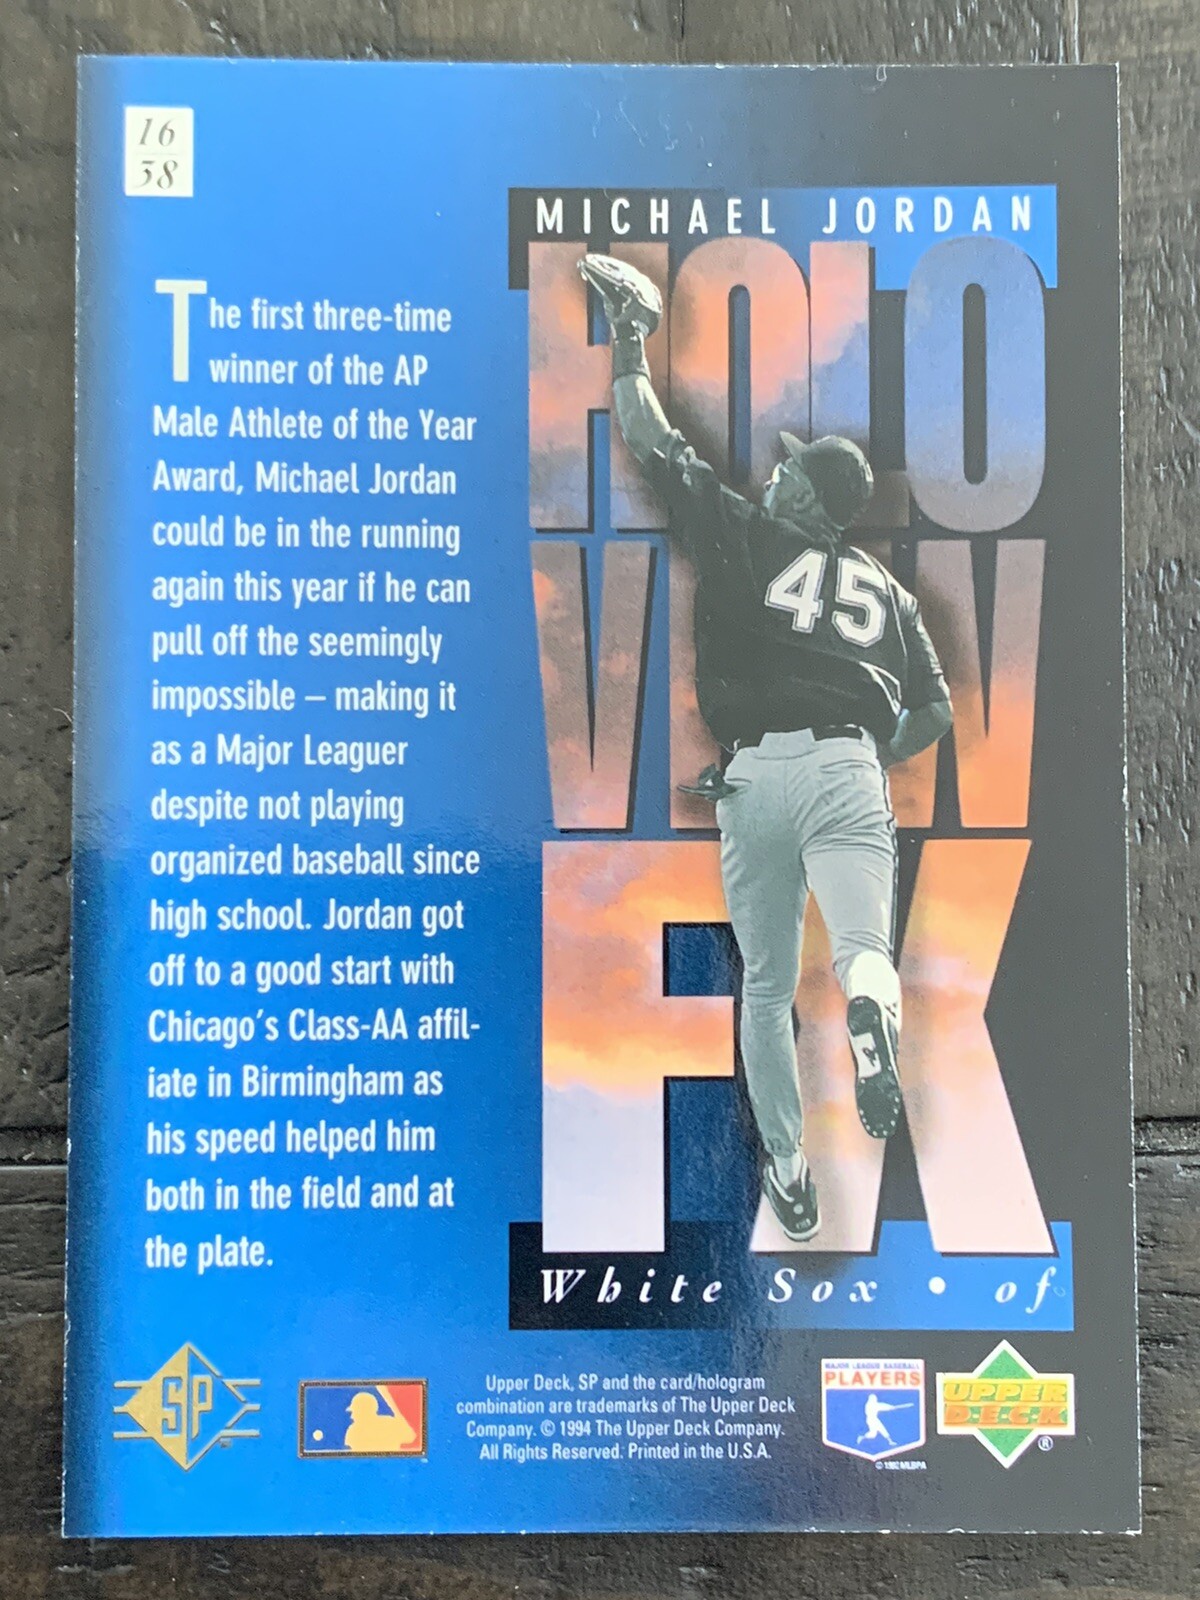 16
38
MICHAEL JORDAN
HOLO
VIEW
FX
45
The first three-time
winner of the AP
Male Athlete of the Year
Award, Michael Jordan
could be in the running
again this year if he can
pull off the seemingly
impossible – making it
as a Major Leaguer
despite not playing
organized baseball since
high school. Jordan got
off to a good start with
Chicago's Class-AA affil-
iate in Birmingham as
his speed helped him
both in the field and at
the plate.
White Sox • of
SP
Upper Deck, SP and the card/hologram
combination are trademarks of The Upper Deck
Company. © 1994 The Upper Deck Company.
All Rights Reserved. Printed in the U.S.A.
MAJOR LEAGUE BASEBALL
PLAYERS
UPPER
DECK
®